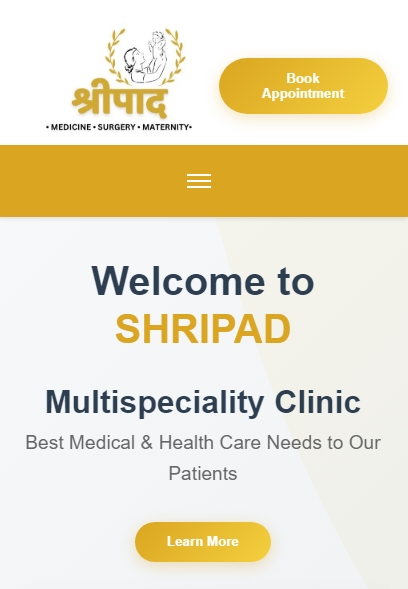 श्रीपाद
• MEDICINE • SURGERY • MATERNITY•
Book
Appointment
Welcome to
SHRIPAD
Multispeciality Clinic
Best Medical & Health Care Needs to Our
Patients
Learn More